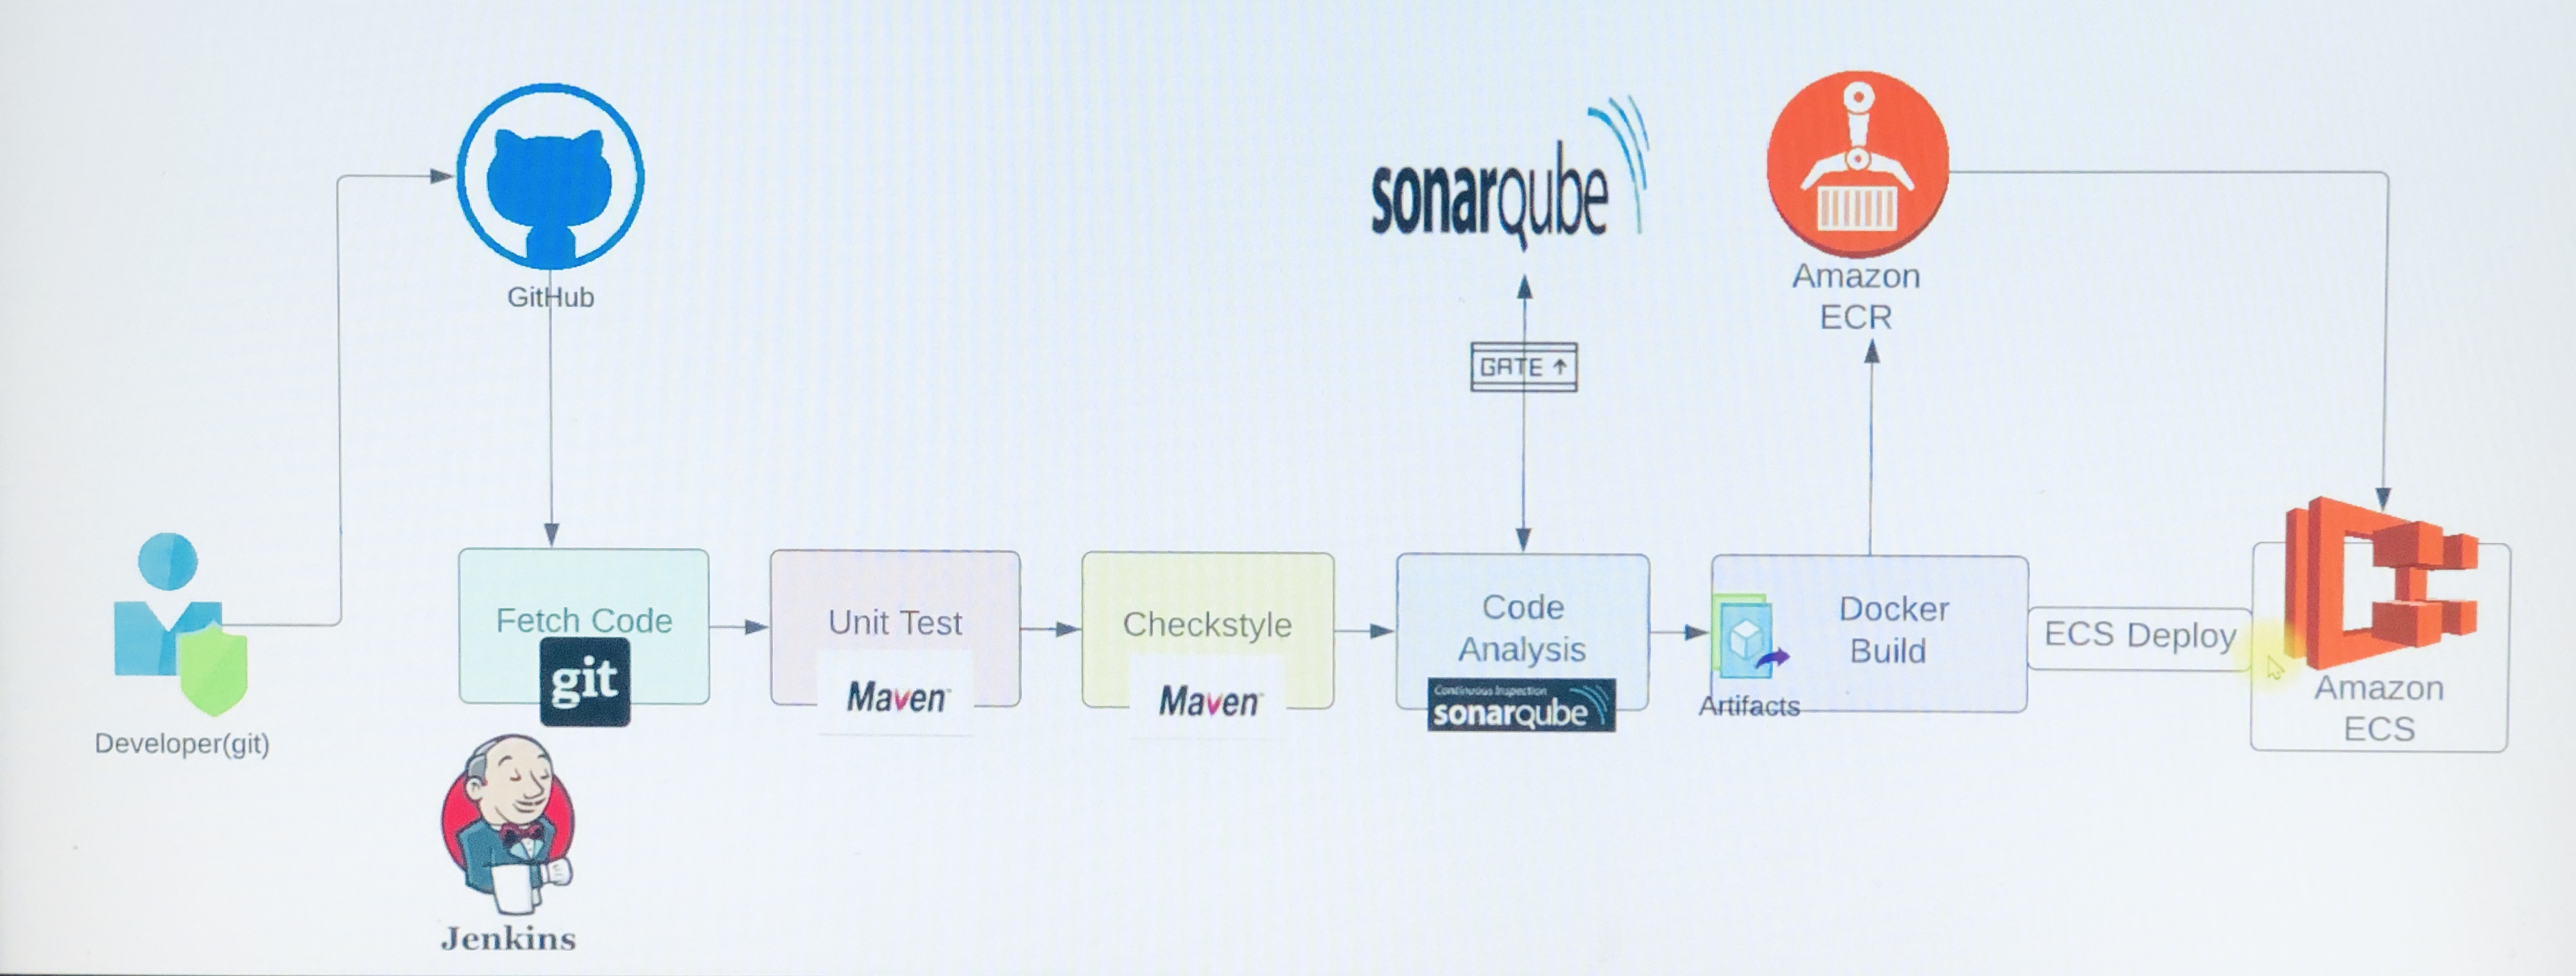 GitHub
sonarqube
Amazon
ECR
GATE ↑
Fetch Code
git
Unit Test
Maven
Checkstyle
Maven
Code
Analysis
Continuous Inspection
sonarqube
Docker
Build
Artifacts
ECS Deploy
Amazon
ECS
Developer(git)
Jenkins